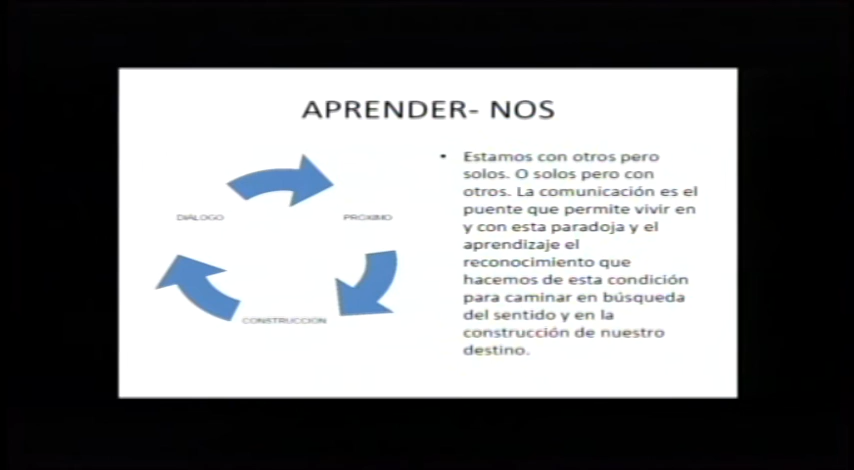 APRENDER- NOS
DIALOGO
PROXIMO
CONSTRUCCION
• Estamos con otros pero
solos. O solos pero con
otros. La comunicación es el
puente que permite vivir en
y con esta paradoja y el
aprendizaje el
reconocimiento que
hacemos de esta condición
para caminar en búsqueda
del sentido y en la
construcción de nuestro
destino.